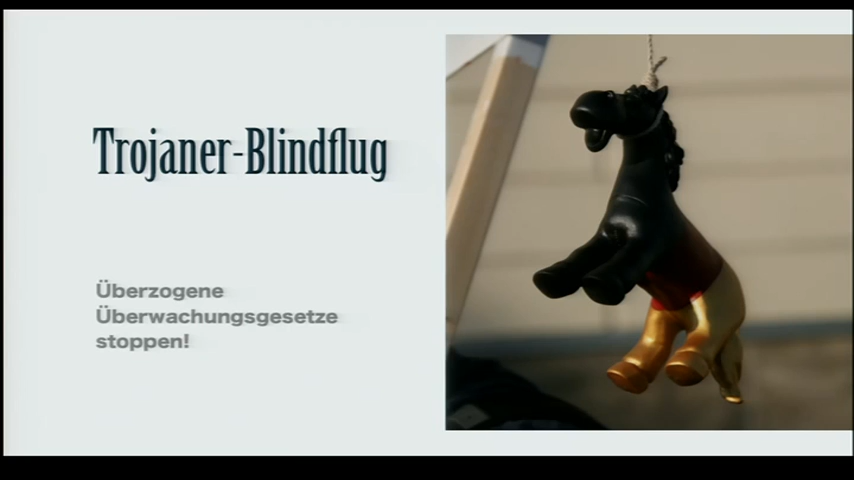 Trojaner-Blindflug
Überzogene
Überwachungsgesetze
stoppen!